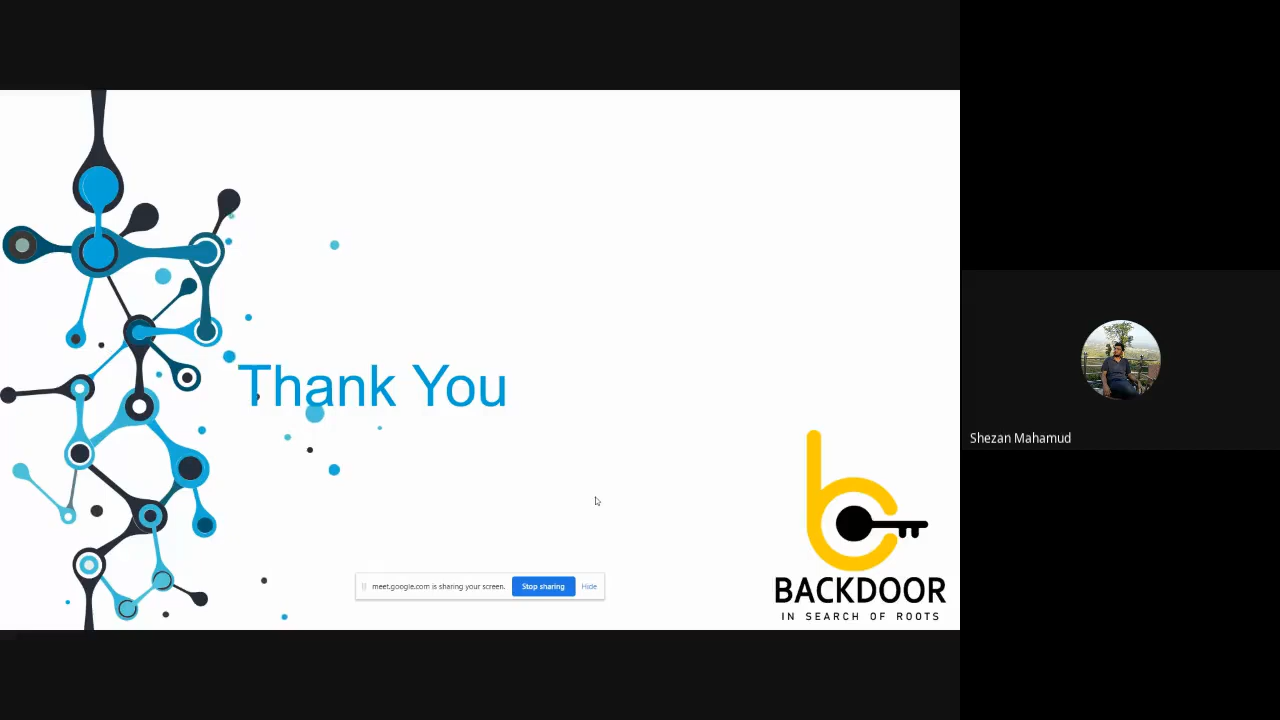 Thank You
meet.google.com is sharing your screen. Stop sharing Hide
BACKDOOR
IN SEARCH OF ROOTS
Shezan Mahamud